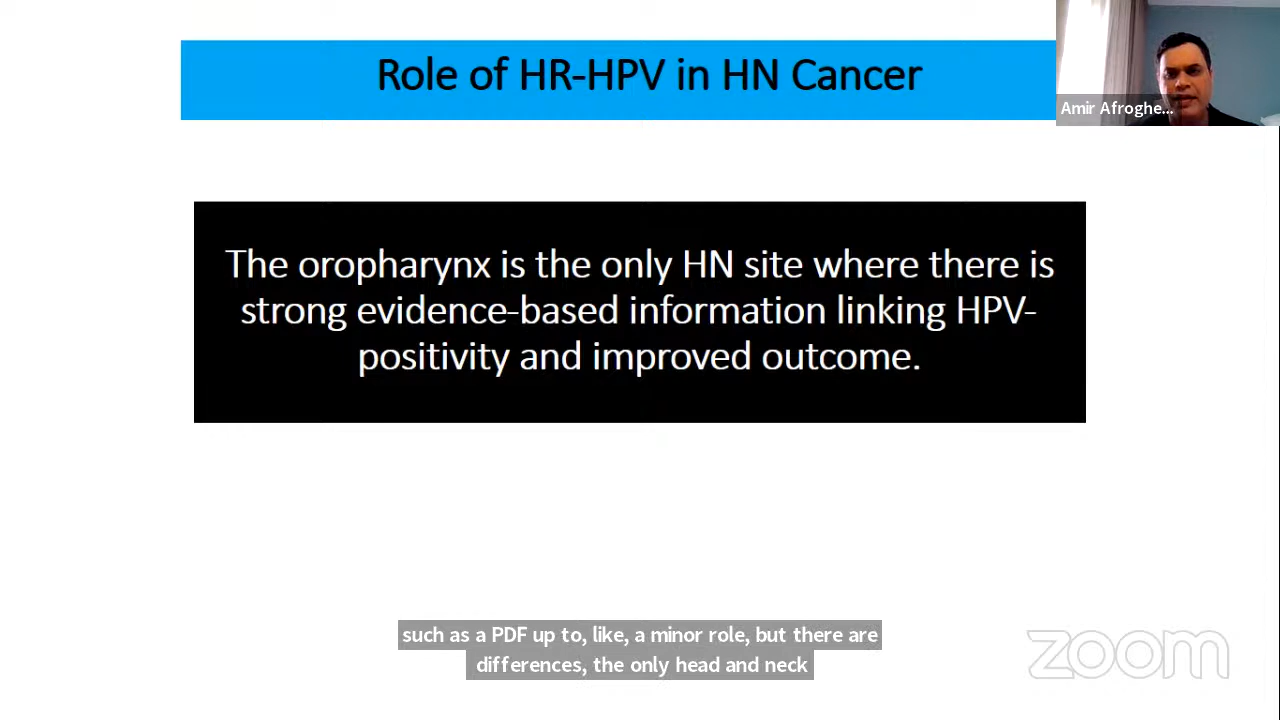 Role of HR-HPV in HN Cancer
Amir Afroghe...
The oropharynx is the only HN site where there is
strong evidence-based information linking HPV-
positivity and improved outcome.
such as a PDF up to, like, a minor role, but there are
differences, the only head and neck
zoom